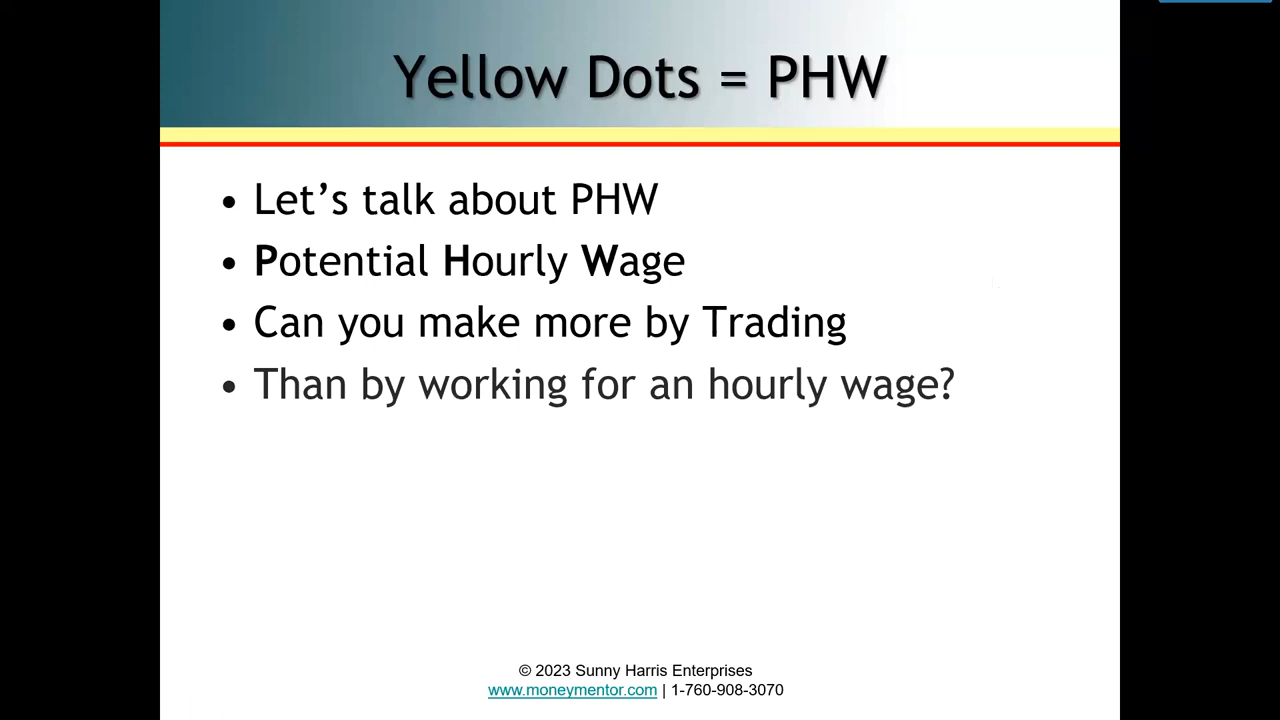 Yellow Dots = PHW
• Let’s talk about PHW
• Potential Hourly Wage
• Can you make more by Trading
• Than by working for an hourly wage?
© 2023 Sunny Harris Enterprises
www.moneymentor.com | 1-760-908-3070